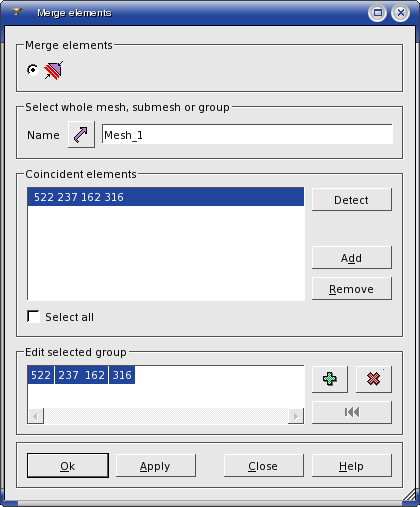 Merge elements
Merge elements
Select whole mesh, submesh or group
Name Mesh_1
Coincident elements
522 237 162 316
Detect
Add
Remove
Select all
Edit selected group
522 237 162 316
Ok Apply Close Help